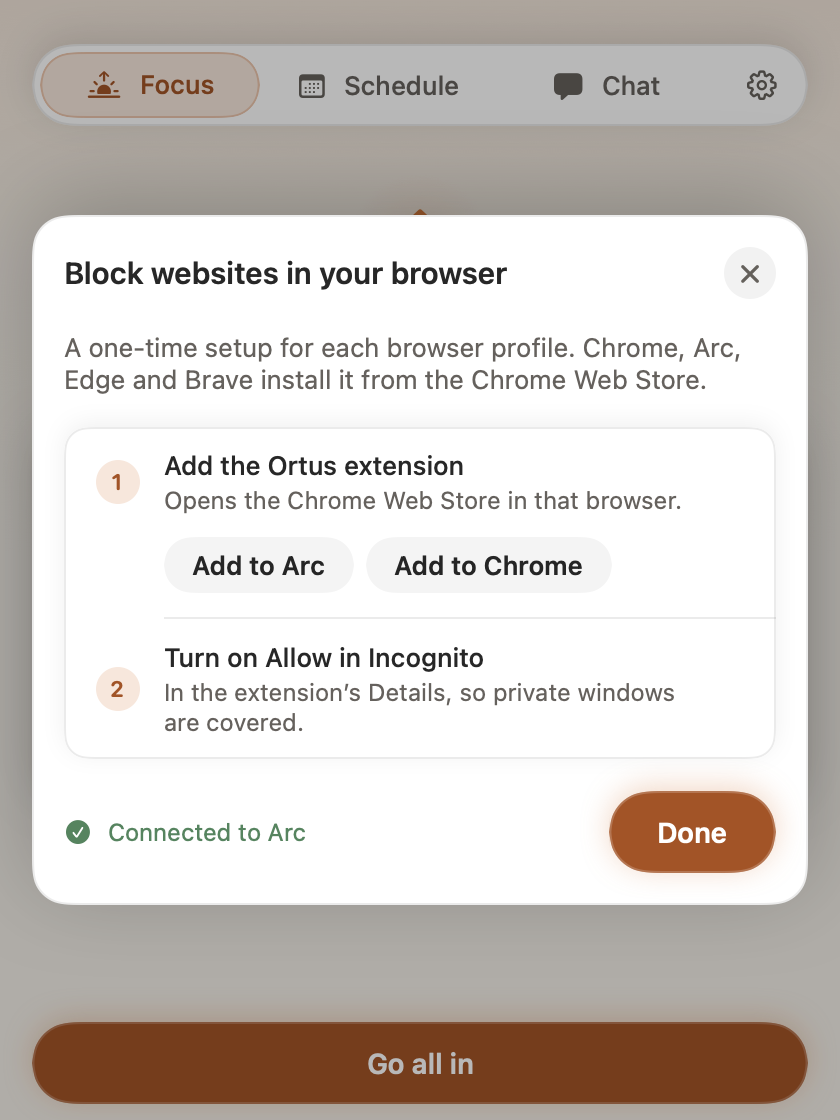 Focus
Schedule
Chat
Block websites in your browser
A one-time setup for each browser profile. Chrome, Arc,
Edge and Brave install it from the Chrome Web Store.
1
Add the Ortus extension
Opens the Chrome Web Store in that browser.
Add to Arc
Add to Chrome
2
Turn on Allow in Incognito
In the extension’s Details, so private windows
are covered.
Connected to Arc
Done
Go all in